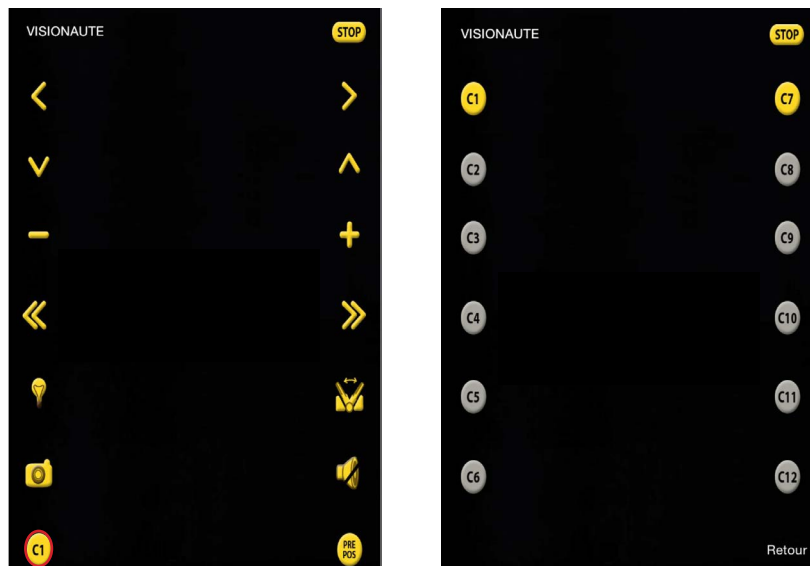 VISIONAUTE
STOP
C1
PRE
POS
VISIONAUTE
STOP
C1
C7
C2
C8
C3
C9
C4
C10
C5
C11
C6
C12
Retour